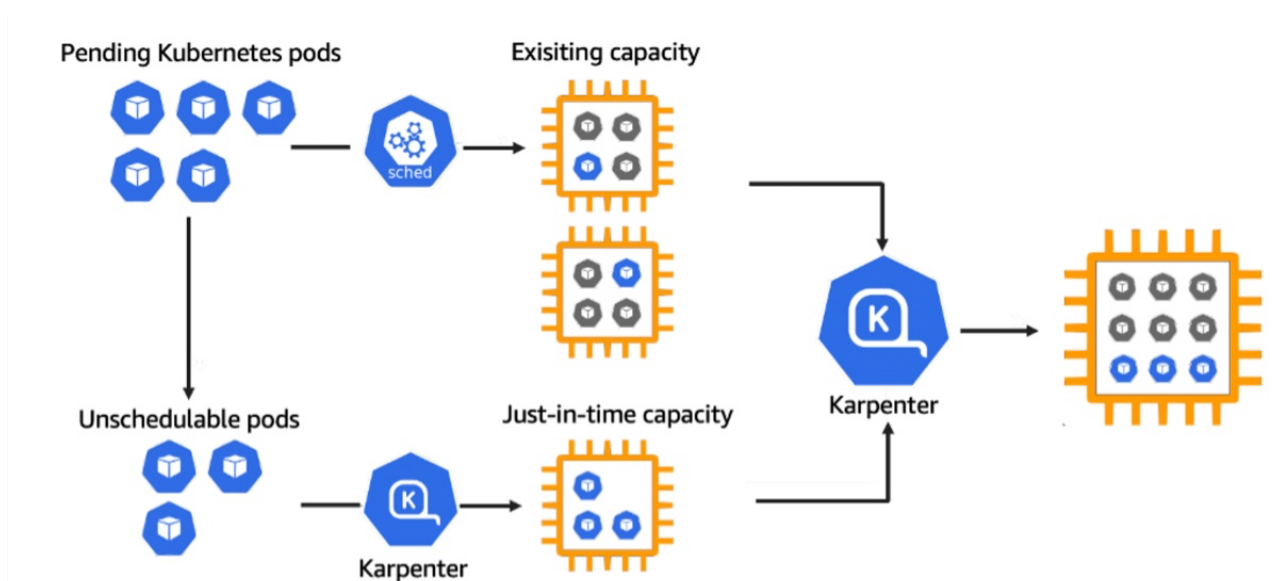 Pending Kubernetes pods
Exisiting capacity
sched
K
Karpenter
Unschedulable pods
Just-in-time capacity
K
Karpenter